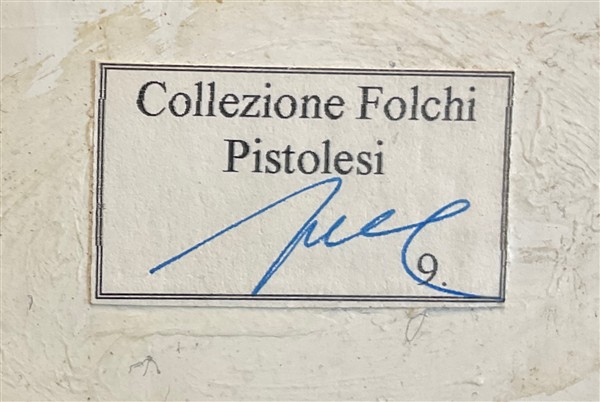 Collezione Folchi
Pistolesi
9.